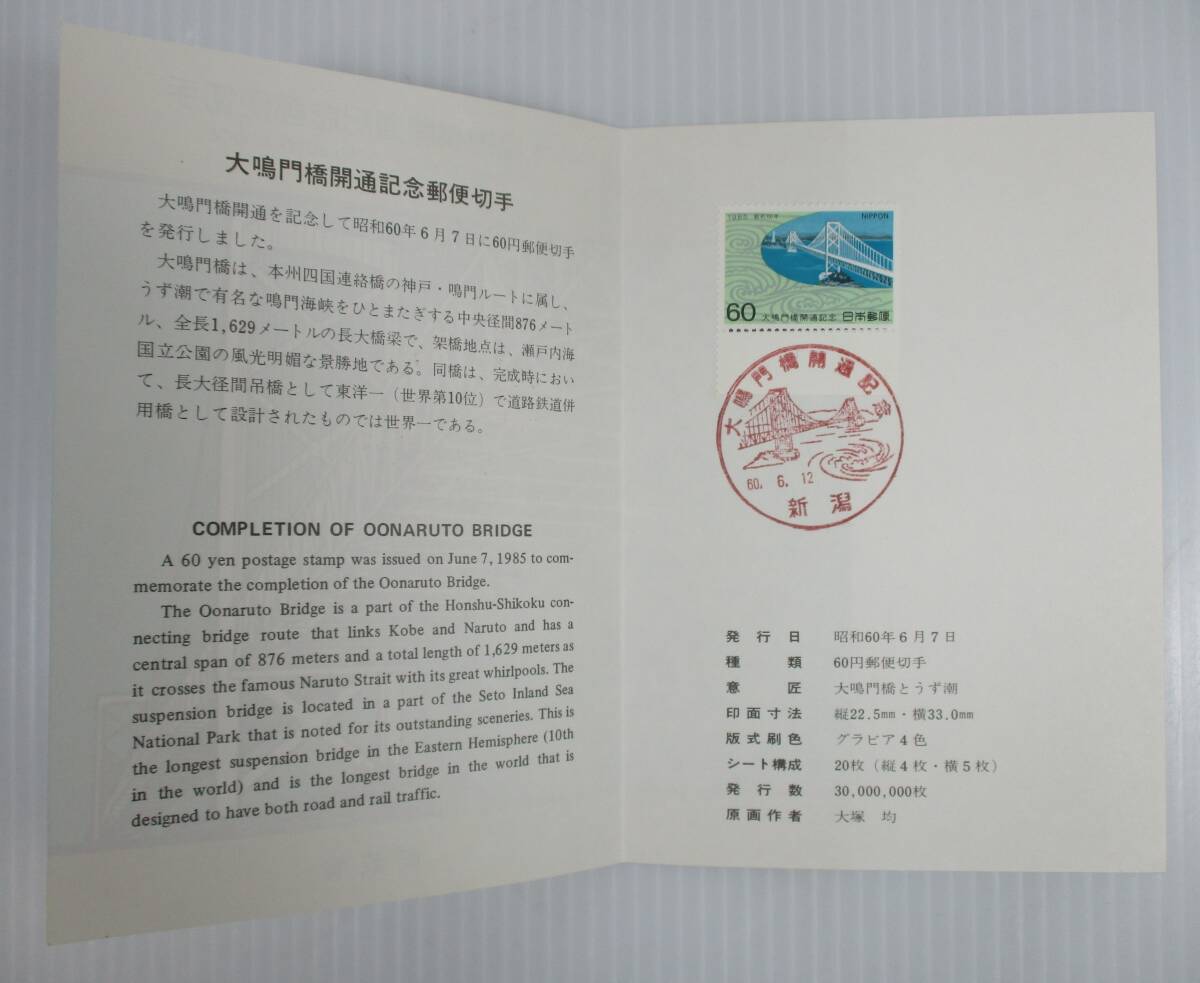 大鳴門橋開通記念郵便切手
大鳴門橋開通を記念して昭和60年6月7日に60円郵便切手
を発行しました。
大鳴門橋は、本州四国連絡橋の神戸・鳴門ルートに属し、
うず潮で有名な鳴門海峡をひとまたぎする中央径間876メート
ル、全長1,629メートルの長大橋梁で、架橋地点は、瀬戸内海
国立公園の風光明媚な景勝地である。同橋は、完成時におい
て、長大径間吊橋として東洋一（世界第10位）で道路鉄道併
用橋として設計されたものでは世界一である。
COMPLETION OF OONARUTO BRIDGE
A 60 yen postage stamp was issued on June 7, 1985 to com-
memorate the completion of the Oonaruto Bridge.
The Oonaruto Bridge is a part of the Honshu-Shikoku con-
necting bridge route that links Kobe and Naruto and has a
central span of 876 meters and a total length of 1,629 meters as
it crosses the famous Naruto Strait with its great whirlpools. The
suspension bridge is located in a part of the Seto Inland Sea
National Park that is noted for its outstanding sceneries. This is
the longest suspension bridge in the Eastern Hemisphere (10th
in the world) and is the longest bridge in the world that is
designed to have both road and rail traffic.
1985 昭和60年 NIPPON
60 大鳴門橋開通記念 日本郵便
大鳴門橋開通記念
60. 6. 12
新潟
発行日 昭和60年6月7日
種類 60円郵便切手
意匠 大鳴門橋とうず潮
印面寸法 縦22.5mm・横33.0mm
版式刷色 グラビア4色
シート構成 20枚（縦4枚・横5枚）
発行数 30,000,000枚
原画作者 大塚 均